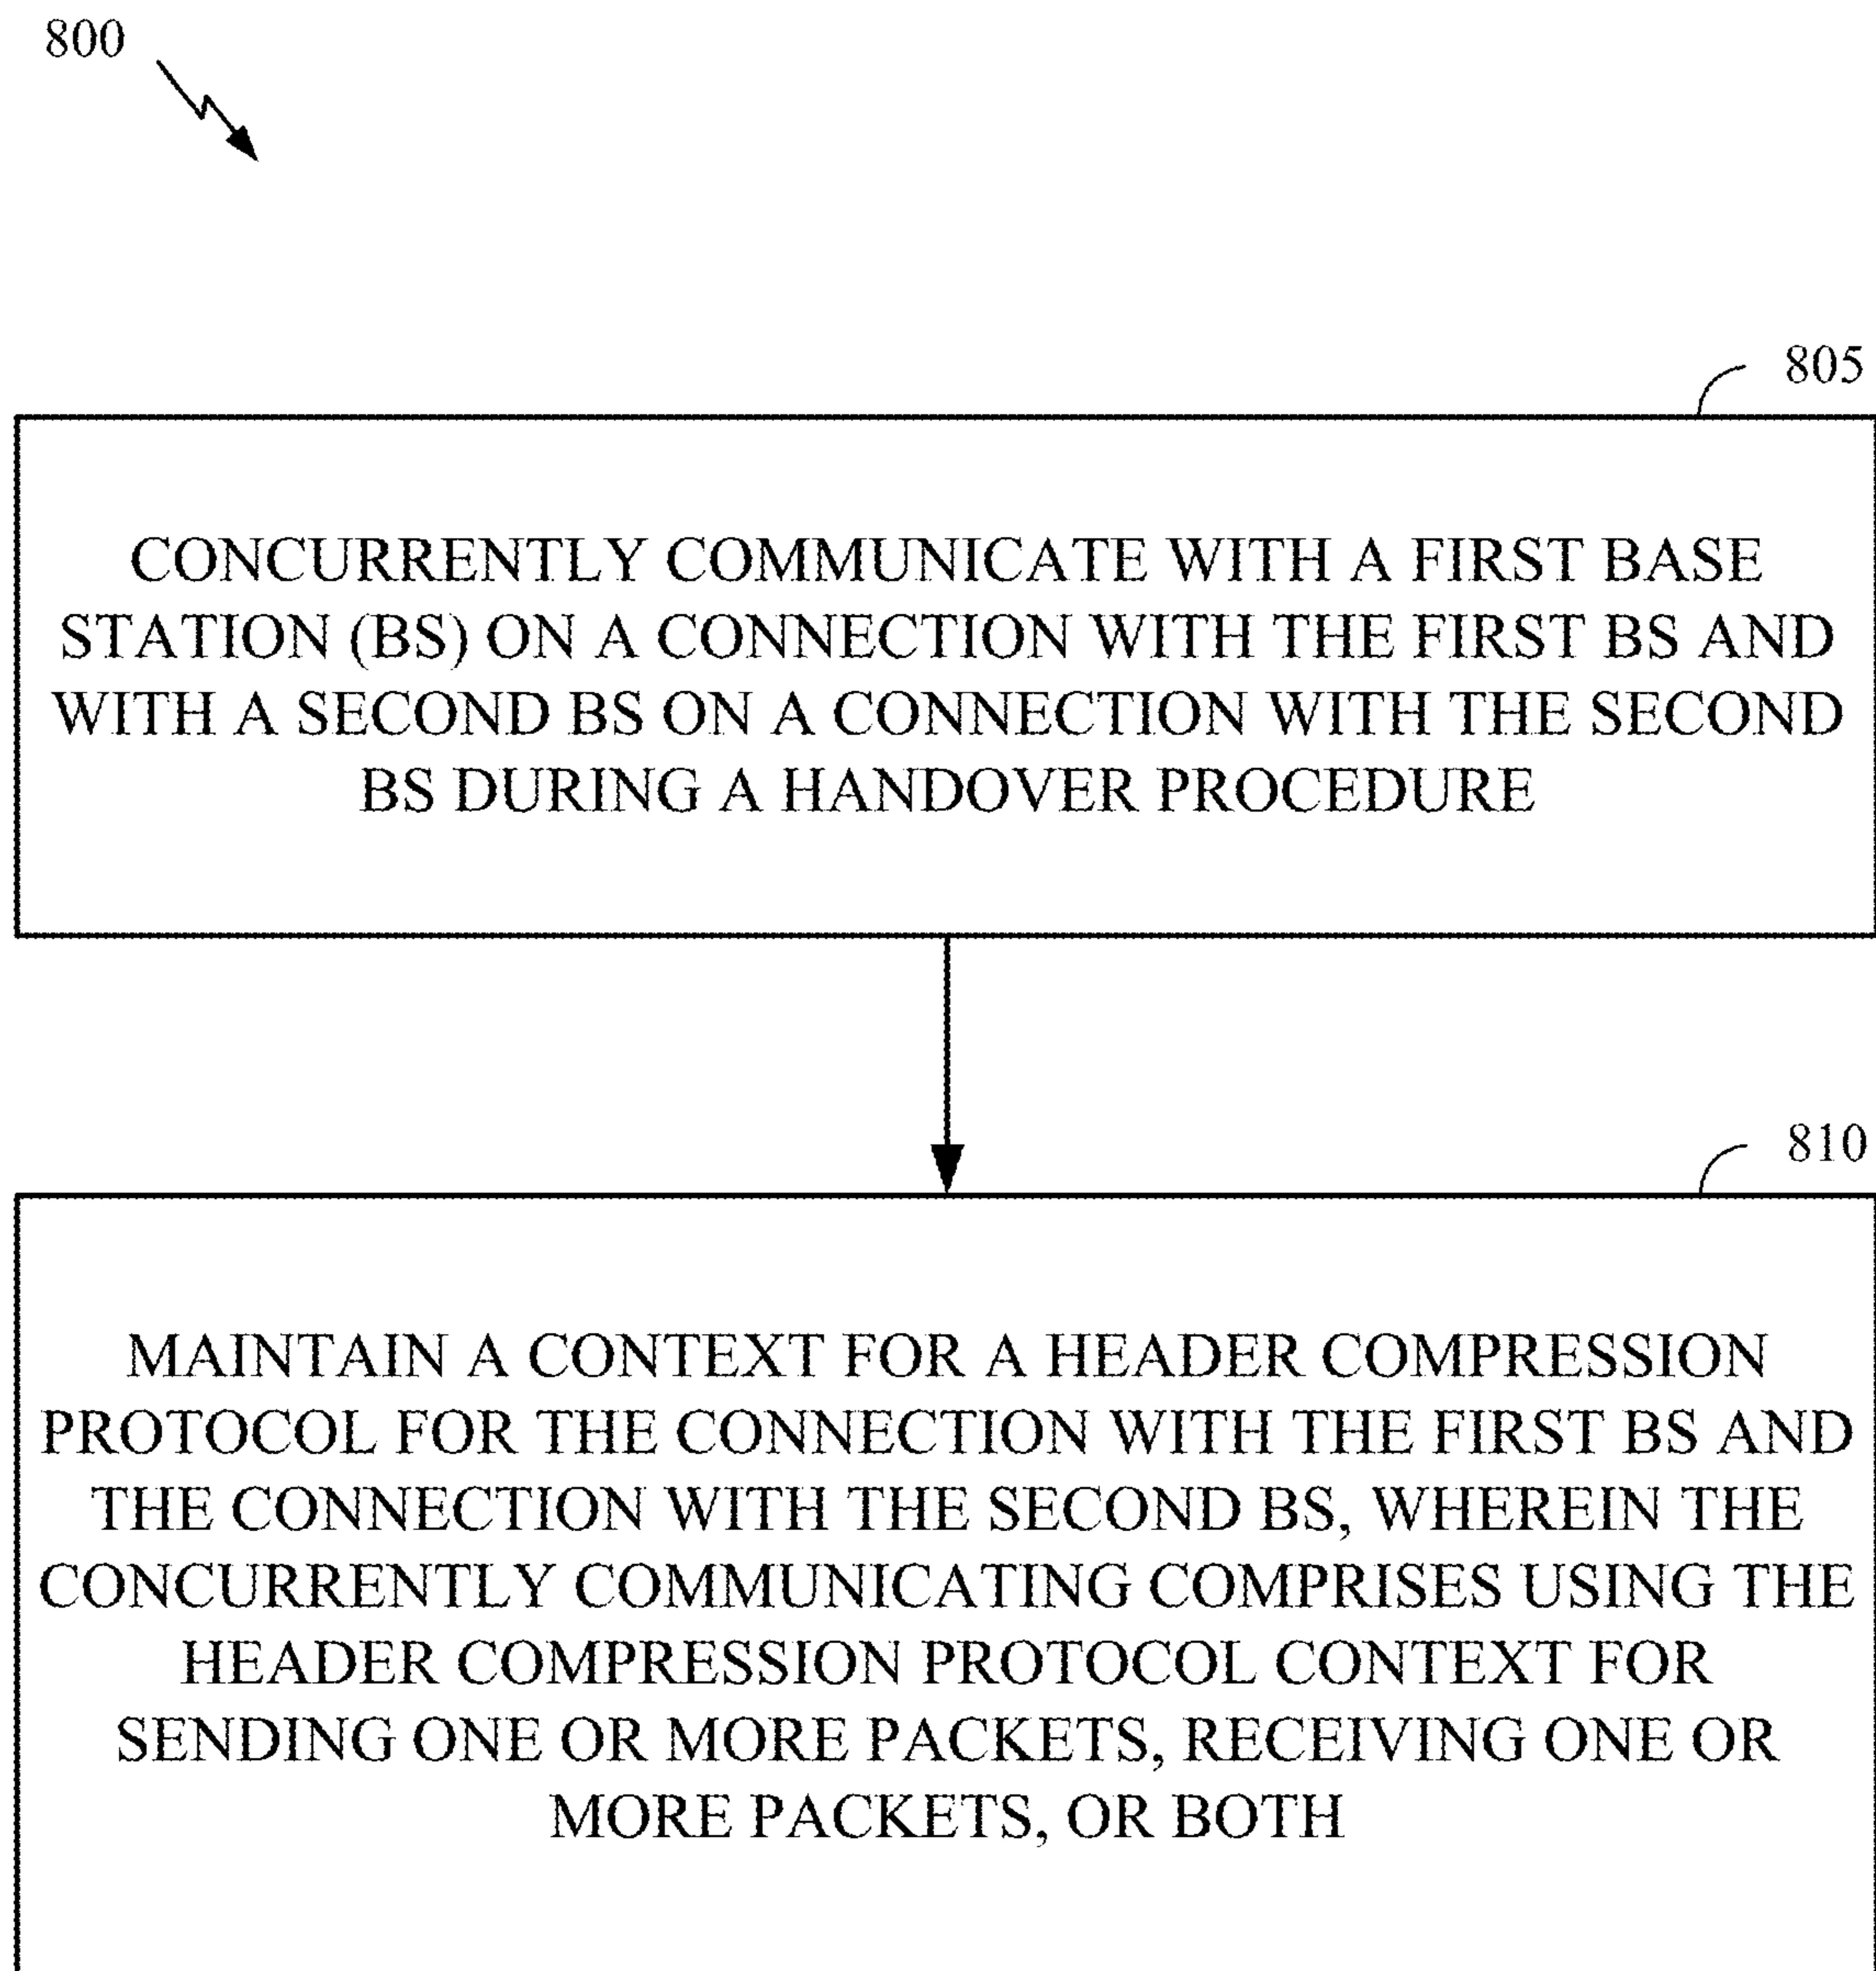 800
805
CONCURRENTLY COMMUNICATE WITH A FIRST BASE
STATION (BS) ON A CONNECTION WITH THE FIRST BS AND
WITH A SECOND BS ON A CONNECTION WITH THE SECOND
BS DURING A HANDOVER PROCEDURE
810
MAINTAIN A CONTEXT FOR A HEADER COMPRESSION
PROTOCOL FOR THE CONNECTION WITH THE FIRST BS AND
THE CONNECTION WITH THE SECOND BS, WHEREIN THE
CONCURRENTLY COMMUNICATING COMPRISES USING THE
HEADER COMPRESSION PROTOCOL CONTEXT FOR
SENDING ONE OR MORE PACKETS, RECEIVING ONE OR
MORE PACKETS, OR BOTH